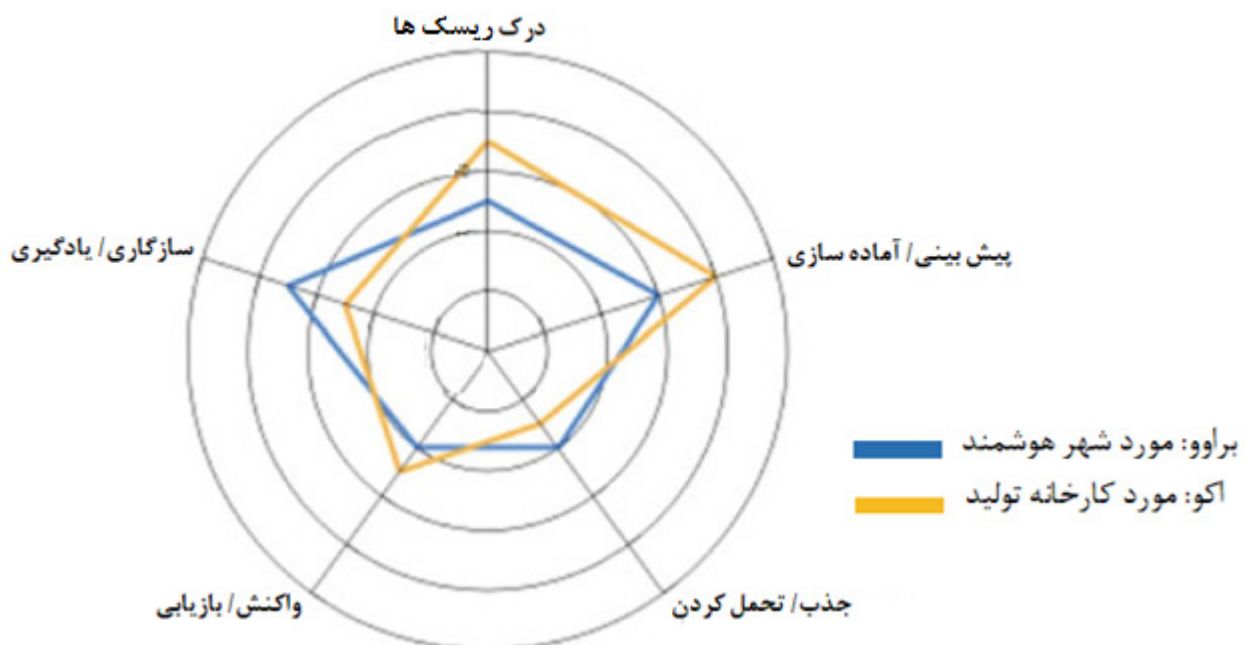 درک ریسک ها
پیش بینی/ آماده سازی
سازگاری/ یادگیری
براوو: مورد شهر هوشمند
اکو: مورد کارخانه تولید
جذب/ تحمل کردن
واکنش/ بازیابی